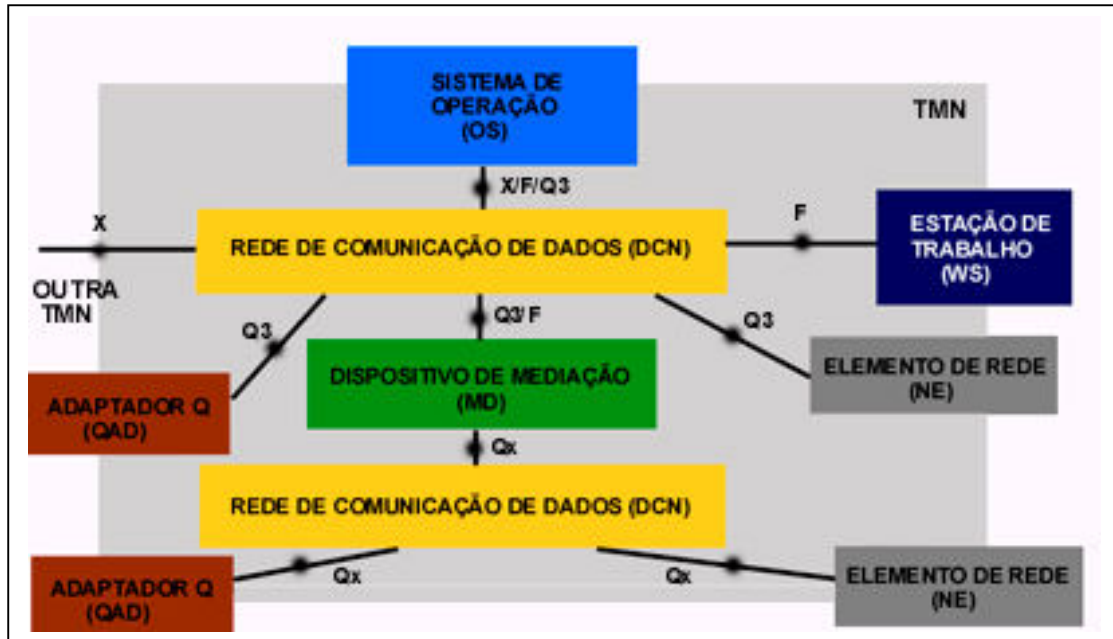 SISTEMA DE
OPERAÇÃO
(OS)
TMN
X/F/Q3
X
F
REDE DE COMUNICAÇÃO DE DADOS (DCN)
ESTAÇÃO DE
TRABALHO
(WS)
OUTRA
TMN
Q3
Q3/F
Q3
DISPOSITIVO DE MEDIAÇÃO
(MD)
ELEMENTO DE REDE
(NE)
ADAPTADOR Q
(QAD)
Qx
REDE DE COMUNICAÇÃO DE DADOS (DCN)
Qx
Qx
ADAPTADOR Q
(QAD)
ELEMENTO DE REDE
(NE)